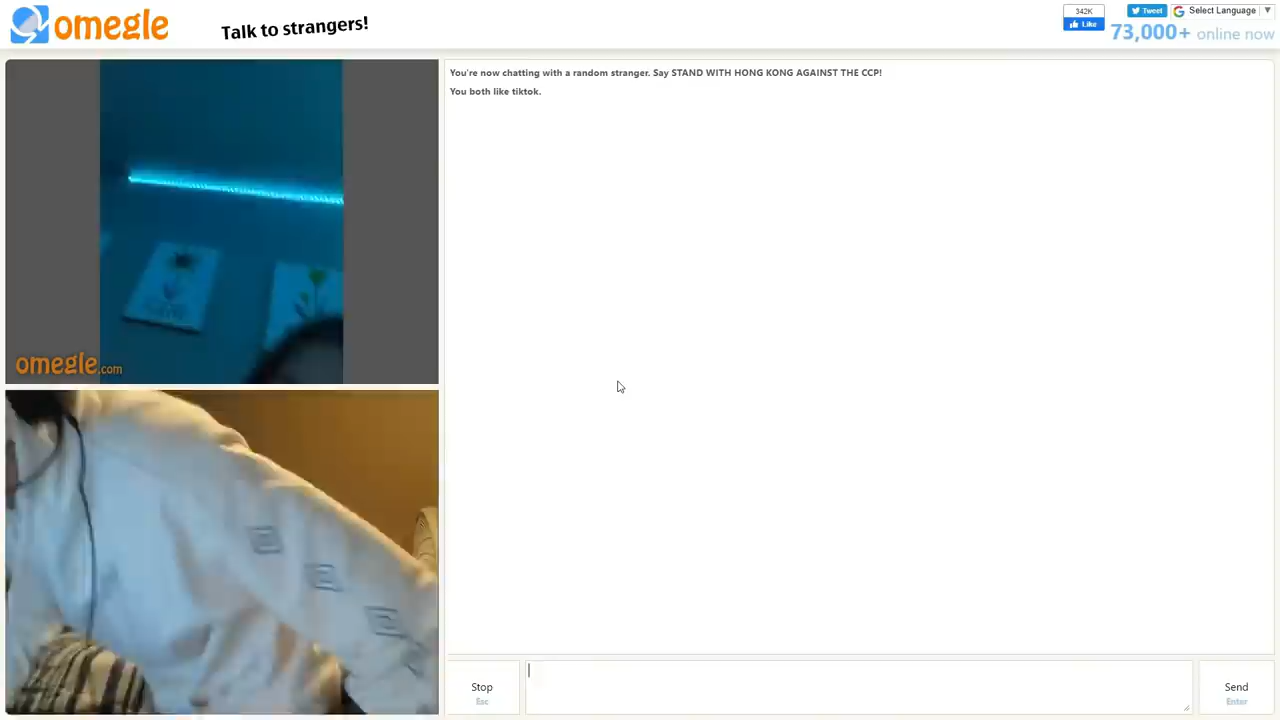 omegle
Talk to strangers!
342K
Like
Tweet
Select Language
73,000+ online now
You're now chatting with a random stranger. Say STAND WITH HONG KONG AGAINST THE CCP!
You both like tiktok.
omegle.com
Stop
Esc
Send
Enter